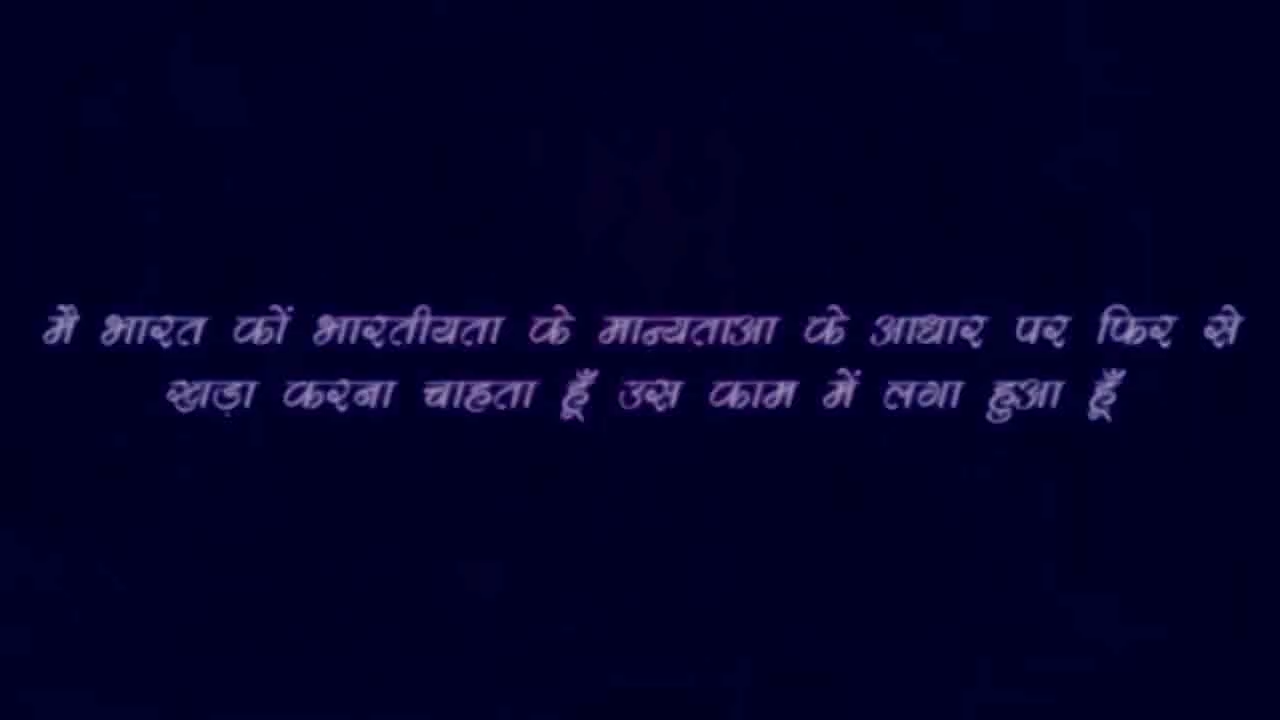 मै भारत कों भारतीयता के मान्यताआ के आधार पर फिर से
खड़ा करना चाहता हूँ उस काम में लगा हुआ हूँ